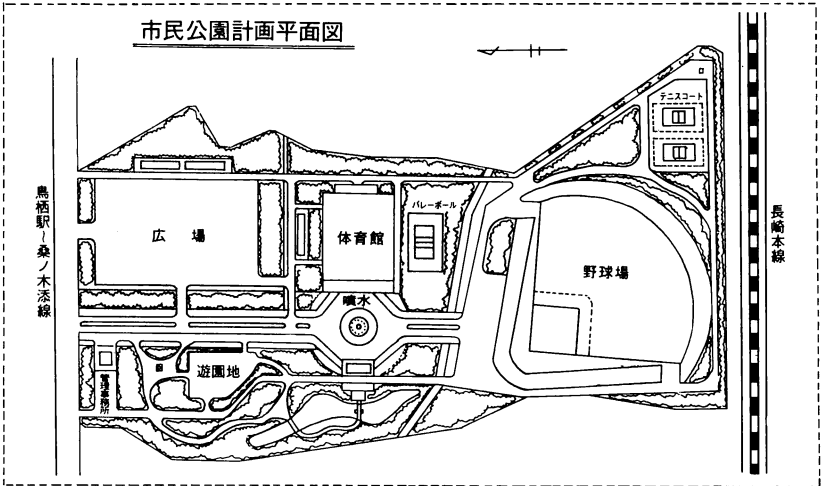 市民公園計画平面図
テニスコート
鳥栖駅〜桑ノ木添線
広場
体育館
バレーボール
野球場
長崎本線
噴水
遊園地
管理事務所